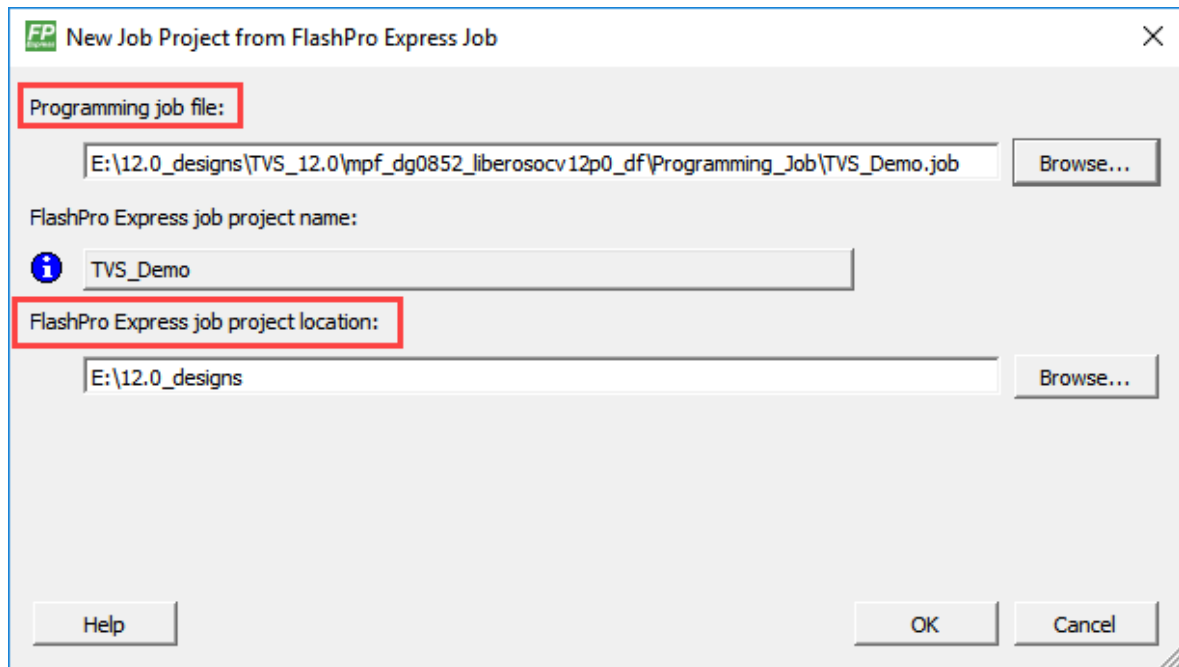 FP Express New Job Project from FlashPro Express Job
Programming job file:
E:\12.0_designs\TVS_12.0\mpf_dg0852_liberosocv12p0_df\Programming_Job\TVS_Demo.job Browse...
FlashPro Express job project name:
i TVS_Demo
FlashPro Express job project location:
E:\12.0_designs Browse...
Help OK Cancel